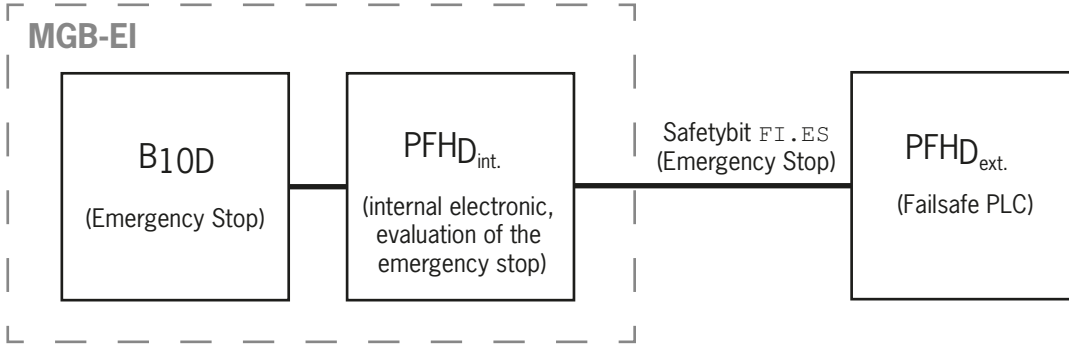 MGB-EI
B10D
(Emergency Stop)
PFHDint.
(internal electronic,
evaluation of the
emergency stop)
Safetybit FI.ES
(Emergency Stop)
PFHDext.
(Failsafe PLC)